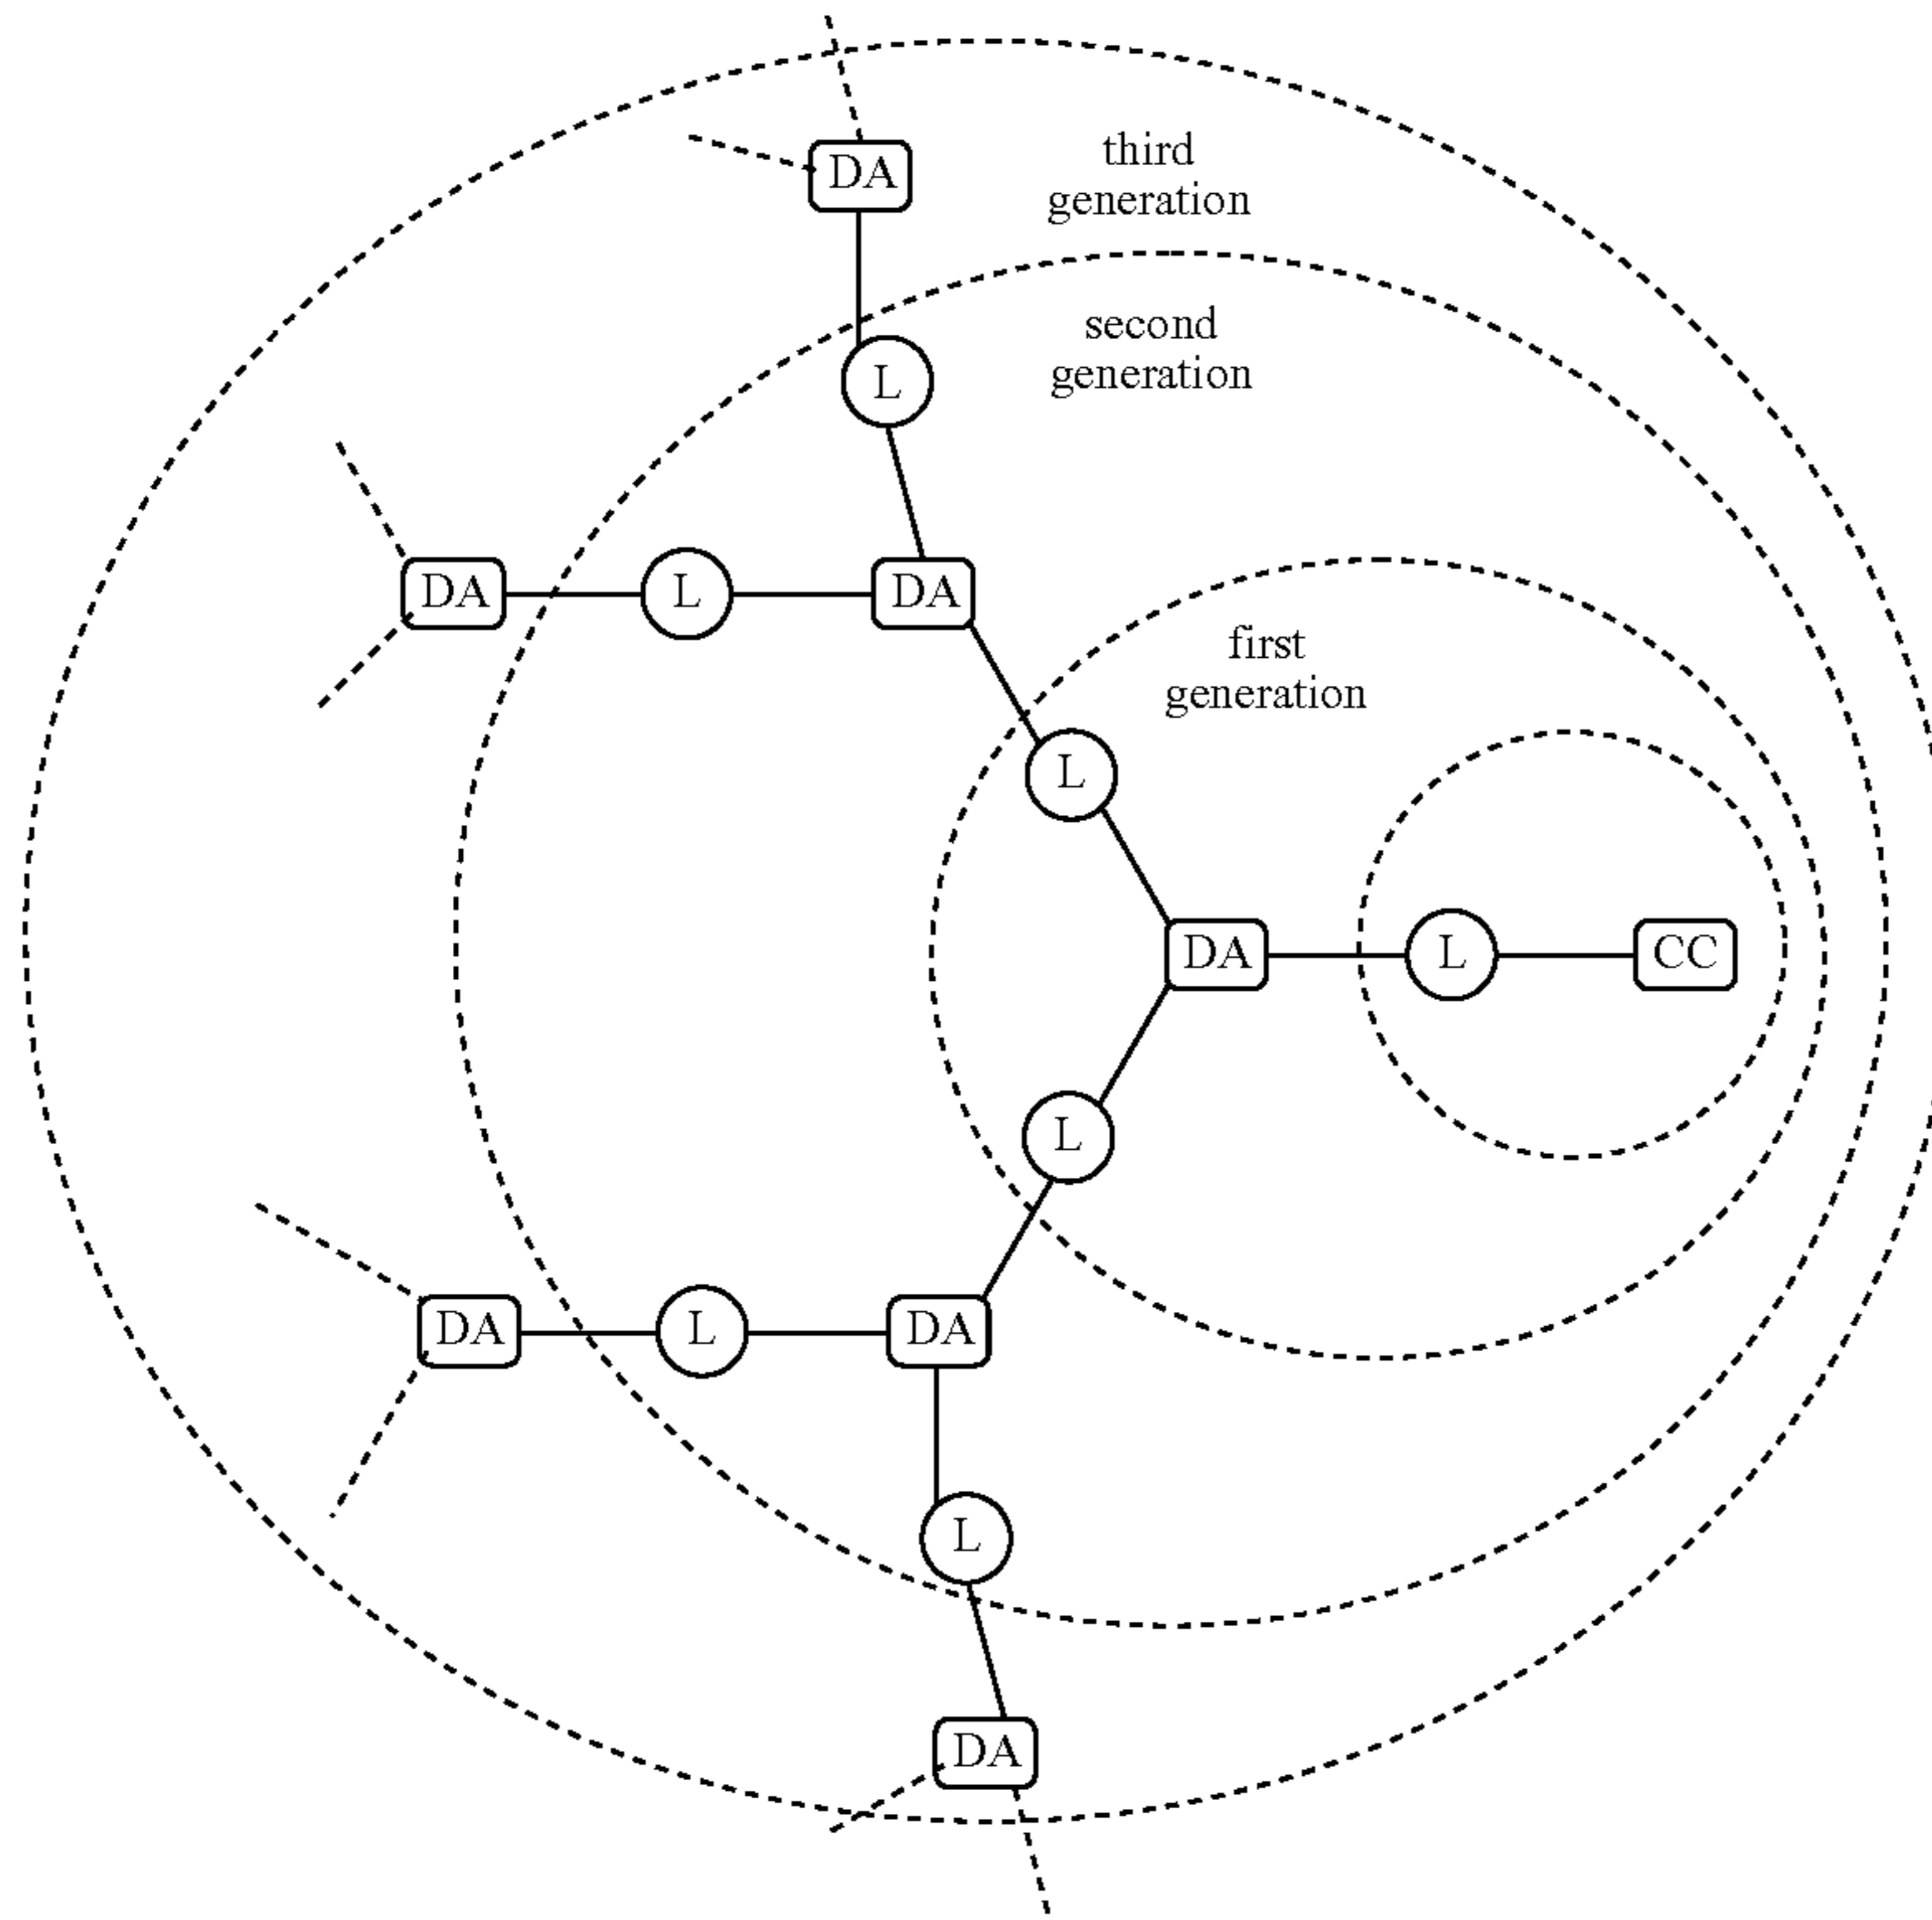 DA
third
generation
second
generation
L
DA
L
DA
first
generation
L
DA
L
CC
L
DA
L
DA
L
DA